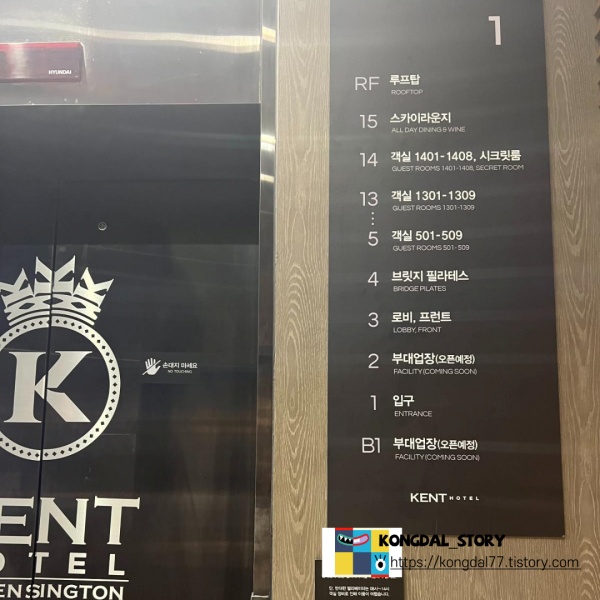 HYUNDAI
1
RF 루프탑
ROOFTOP
15 스카이라운지
ALL DAY DINING & WINE
14 객실 1401-1408, 시크릿룸
GUEST ROOMS 1401-1408, SECRET ROOM
13 객실 1301-1309
GUEST ROOMS 1301-1309
5 객실 501-509
GUEST ROOMS 501-509
4 브릿지 필라테스
BRIDGE PILATES
3 로비, 프런트
LOBBY, FRONT
2 부대업장(오픈예정)
FACILITY(COMING SOON)
1 입구
ENTRANCE
B1 부대업장(오픈예정)
FACILITY(COMING SOON)
KENT HOTEL
K
손대지 마세요
NO TOUCHING
ENT
OTEL
ENSINGTON
KONGDAL_STORY
https://kongdal77.tistory.com